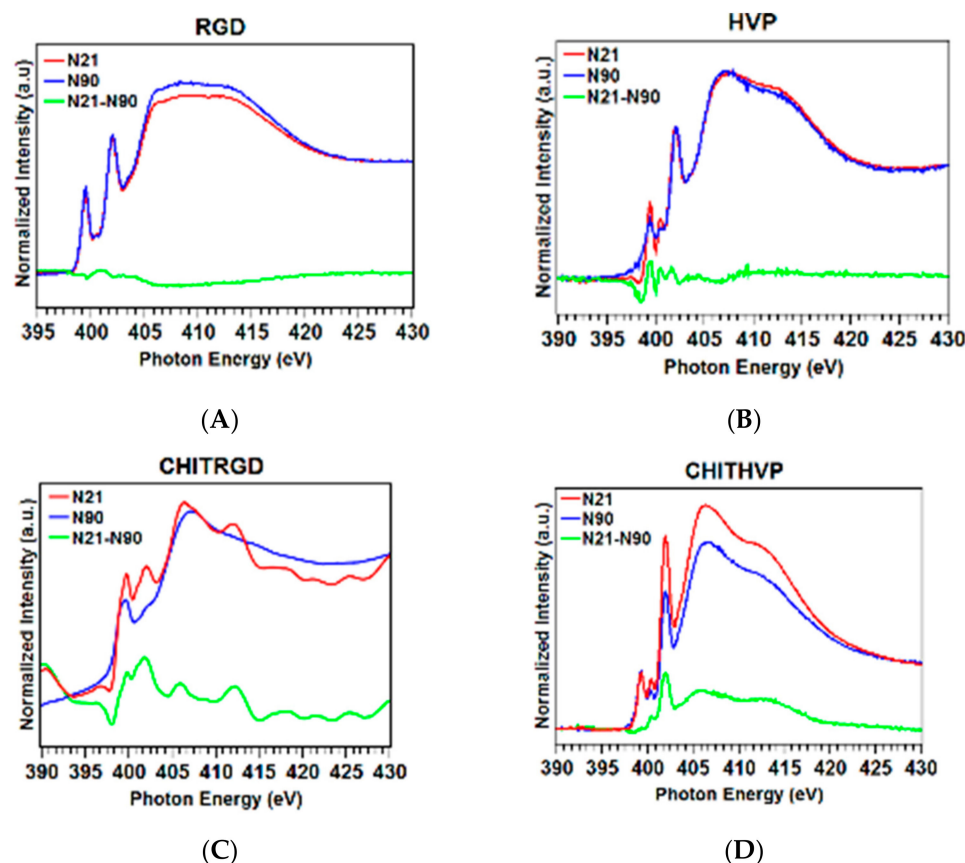 RGD
Normalized Intensity (a.u)
N21
N90
N21-N90
395 400 405 410 415 420 425 430
Photon Energy (eV)
(A)
HVP
Normalized Intensity (a.u.)
N21
N90
N21-N90
390 395 400 405 410 415 420 425 430
Photon Energy (eV)
(B)
CHITRGD
Normalized Intensity (a.u.)
N21
N90
N21-N90
390 395 400 405 410 415 420 425 430
Photon Energy (eV)
(C)
CHITHVP
Normalized Intensity (a.u.)
N21
N90
N21-N90
390 395 400 405 410 415 420 425 430
Photon Energy (eV)
(D)